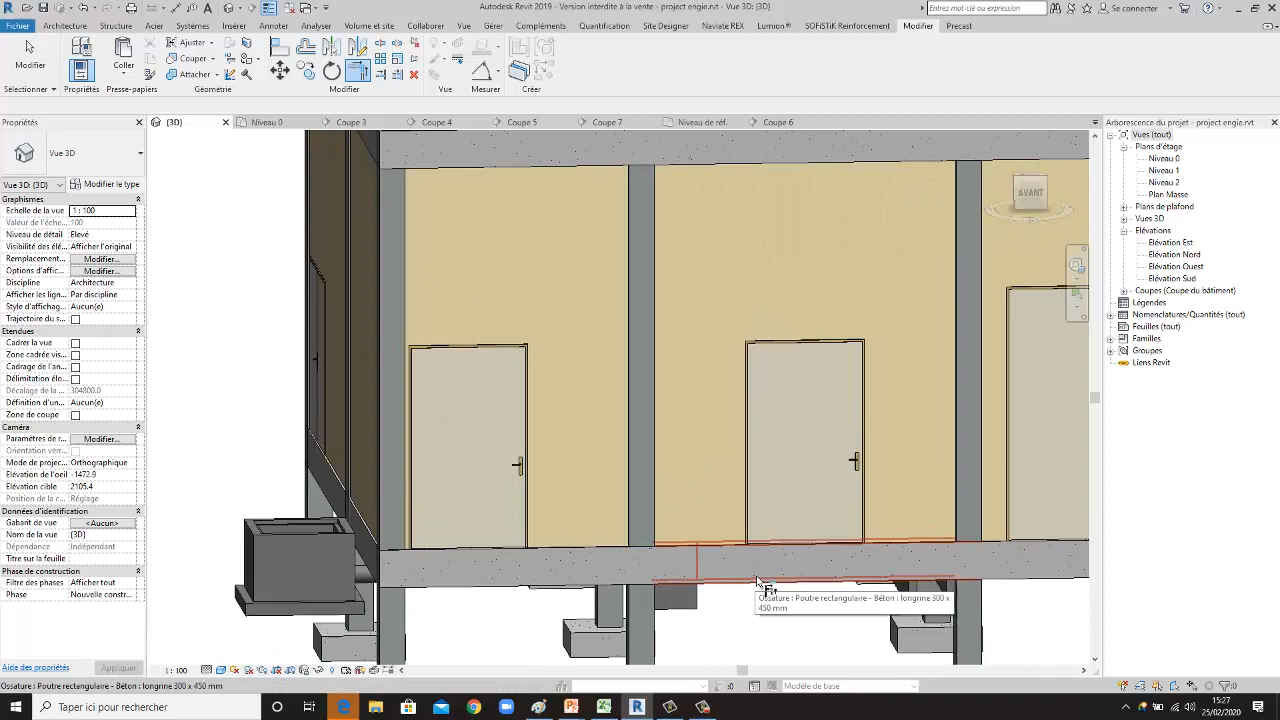 Autodesk Revit 2019 - Version interdite à la vente - project engie.rvt - Vue 3D: {3D}
Entrez mot-clé ou expression
Se connecter
Fichier Architecture Structure Acier Systèmes Insérer Annoter Analyser Volume et site Collaborer Vue Gérer Compléments Quantification Site Designer Naviate REX Lumion® SOFiSTiK Reinforcement Modifier Precast
Ajuster
Couper
Attacher
Modifier Coller
Sélectionner Propriétés Presse-papiers Géométrie Modifier Vue Mesurer Créer
Propriétés
{3D} Niveau 0 Coupe 3 Coupe 4 Coupe 5 Coupe 7 Niveau de réf. Coupe 6
Arborescence du projet - project engie.rvt
Vue 3D
Vue 3D: {3D} Modifier le type
Graphismes
Echelle de la vue 1 : 100
Valeur de l'éche... 100
Niveau de détail Elevé
Visibilité des élé... Afficher l'original
Remplacement... Modifier...
Options d'affic... Modifier...
Discipline Architecture
Afficher les lign... Par discipline
Style d'affichag... Aucun(e)
Trajectoire du s...
Etendues
Cadrer la vue
Zone cadrée vis...
Cadrage de l'an...
Délimitation élo...
Décalage de la ... 304800.0
Définition d'un... Aucun(e)
Zone de coupe
Caméra
Paramètres de r... Modifier...
Orientation verr...
Mode de projec... Orthographique
Elévation de l'oeil -1472.9
Elévation cible 2105.4
Position de la c... Réglage
Données d'identification
Gabarit de vue <Aucun>
Nom de la vue {3D}
Dépendance Indépendant
Titre sur la feuille
Phase de construction
Filtre des phases Afficher tout
Phase Nouvelle constr...
Aide des propriétés Appliquer
AVANT
Ossature : Poutre rectangulaire - Béton : longrine 300 x
450 mm
Vues (tout)
Plans d'étage
Niveau 0
Niveau 1
Niveau 2
Plan Masse
Plans de plafond
Vues 3D
Elévations
Elévation Est
Elévation Nord
Elévation Ouest
Elévation Sud
Coupes (Coupe du bâtiment)
Légendes
Nomenclatures/Quantités (tout)
Feuilles (tout)
Familles
Groupes
Liens Revit
1 : 100
Ossature : Poutre rectangulaire - Béton : longrine 300 x 450 mm
:0
Modèle de base
:0
Taper ici pour rechercher
15:27
25/02/2020